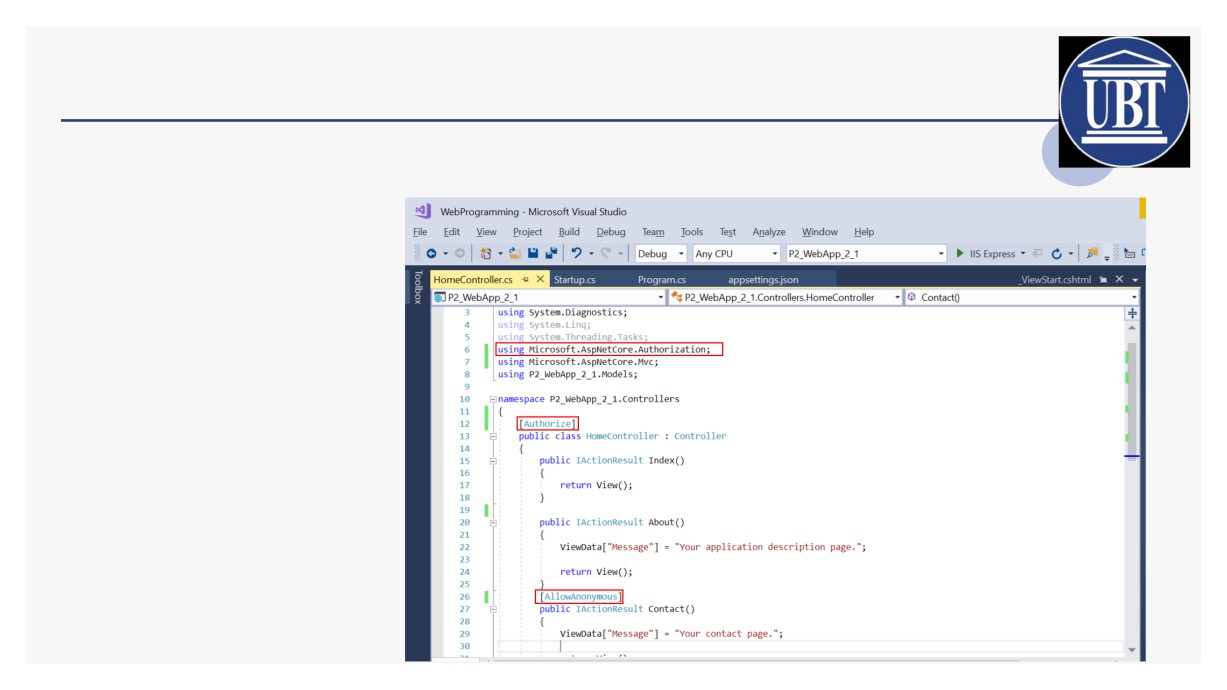 UBT
WebProgramming - Microsoft Visual Studio
File Edit View Project Build Debug Team Tools Test Analyze Window Help
Debug Any CPU P2_WebApp_2_1 IIS Express
Toolbox
HomeController.cs Startup.cs Program.cs appsettings.json _ViewStart.cshtml
P2_WebApp_2_1 P2_WebApp_2_1.Controllers.HomeController Contact()
3 using System.Diagnostics;
4 using System.Linq;
5 using System.Threading.Tasks;
6 using Microsoft.AspNetCore.Authorization;
7 using Microsoft.AspNetCore.Mvc;
8 using P2_WebApp_2_1.Models;
9
10 namespace P2_WebApp_2_1.Controllers
11 {
12 [Authorize]
13 public class HomeController : Controller
14 {
15 public IActionResult Index()
16 {
17 return View();
18 }
19
20 public IActionResult About()
21 {
22 ViewData["Message"] = "Your application description page.";
23
24 return View();
25 }
26 [AllowAnonymous]
27 public IActionResult Contact()
28 {
29 ViewData["Message"] = "Your contact page.";
30